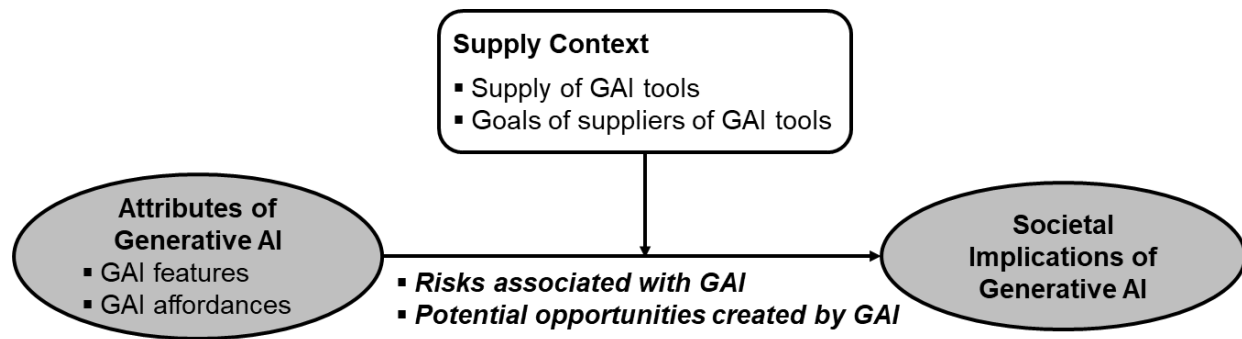 Supply Context
▪ Supply of GAI tools
▪ Goals of suppliers of GAI tools
Attributes of
Generative AI
▪ GAI features
▪ GAI affordances
▪ Risks associated with GAI
▪ Potential opportunities created by GAI
Societal
Implications of
Generative AI